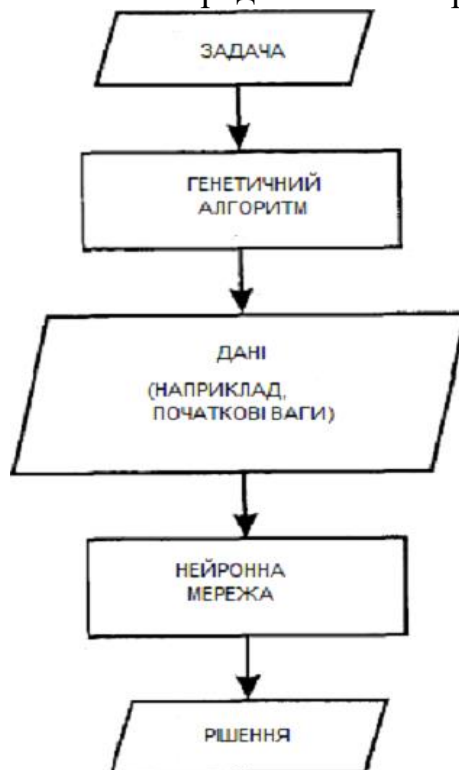 ЗАДАЧА
ГЕНЕТИЧНИЙ
АЛГОРИТМ
ДАНІ
(НАПРИКЛАД,
ПОЧАТКОВІ ВАГИ)
НЕЙРОННА
МЕРЕЖА
РІШЕННЯ